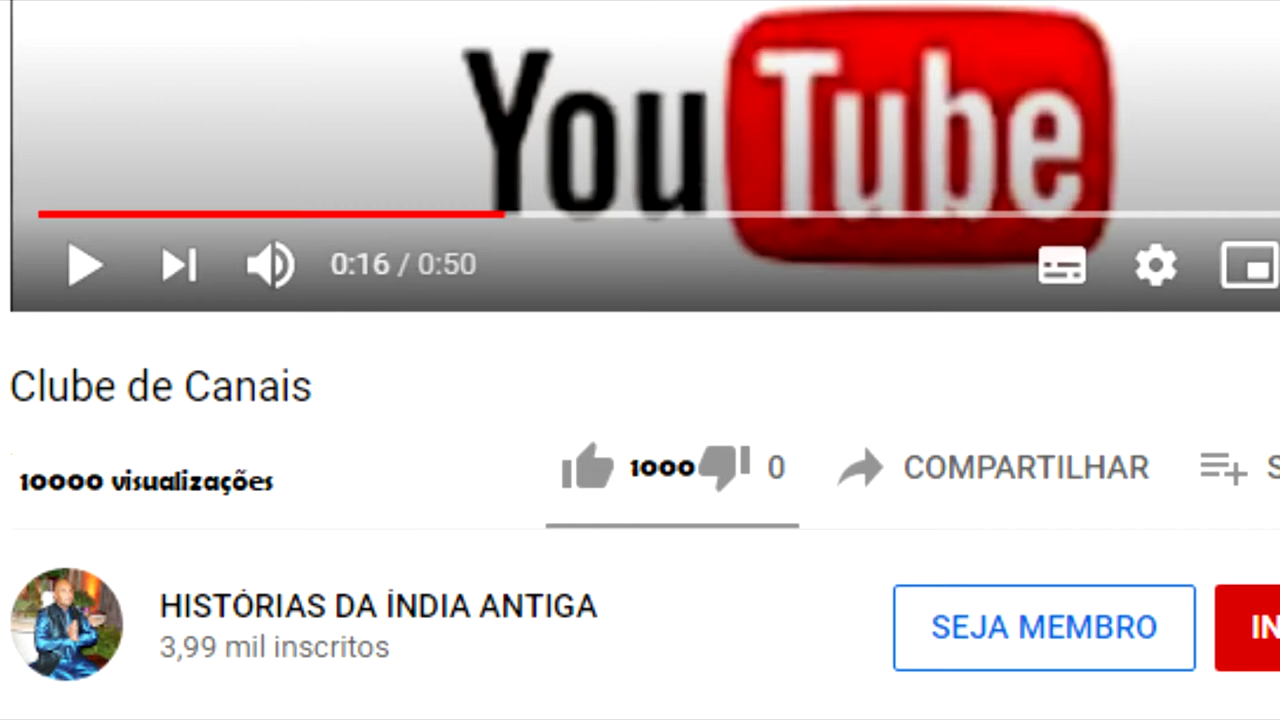 YouTube
0:16 / 0:50
Clube de Canais
10000 visualizações
1000 0 COMPARTILHAR S
HISTÓRIAS DA ÍNDIA ANTIGA
3,99 mil inscritos
SEJA MEMBRO IN